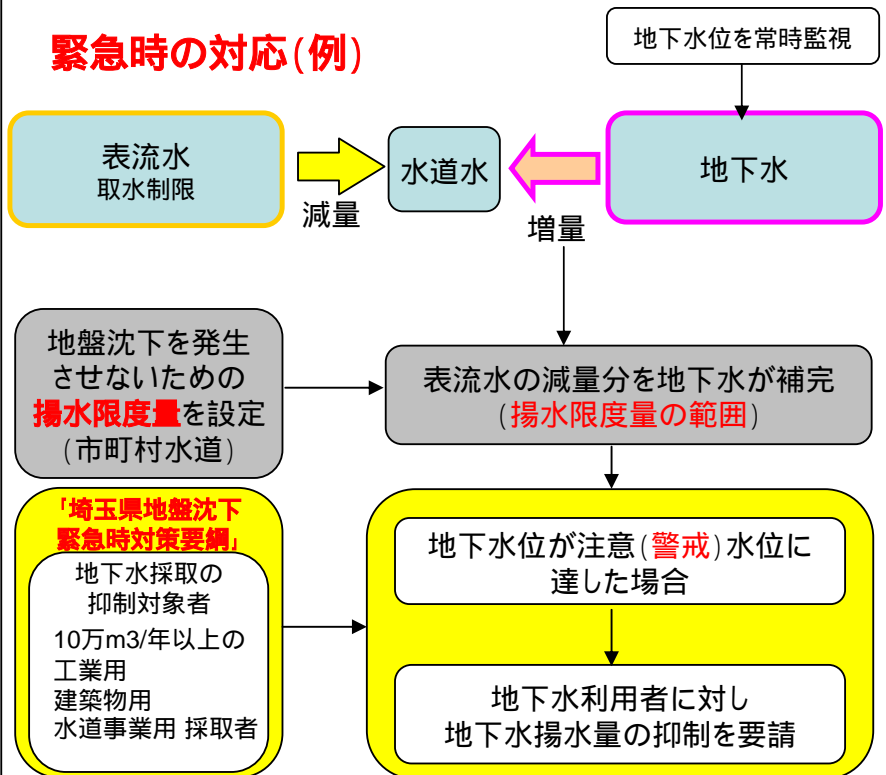 緊急時の対応(例)
地下水位を常時監視
表流水
取水制限
減量
水道水
増量
地下水
地盤沈下を発生
させないための
揚水限度量を設定
(市町村水道)
表流水の減量分を地下水が補完
(揚水限度量の範囲)
「埼玉県地盤沈下
緊急時対策要綱」
地下水採取の
抑制対象者
10万m3/年以上の
工業用
建築物用
水道事業用 採取者
地下水位が注意(警戒)水位に
達した場合
地下水利用者に対し
地下水揚水量の抑制を要請